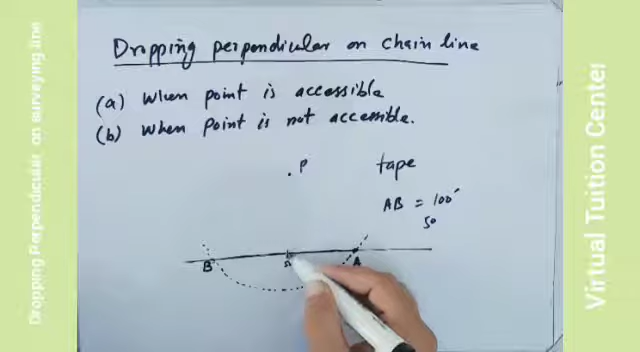 Dropping perpendicular on chain line
(a) When point is accessible
(b) When point is not accessible.
. P
tape
AB = 100'
50
B
A
Dropping Perpendicular on surveying line
Virtual Tuition Center